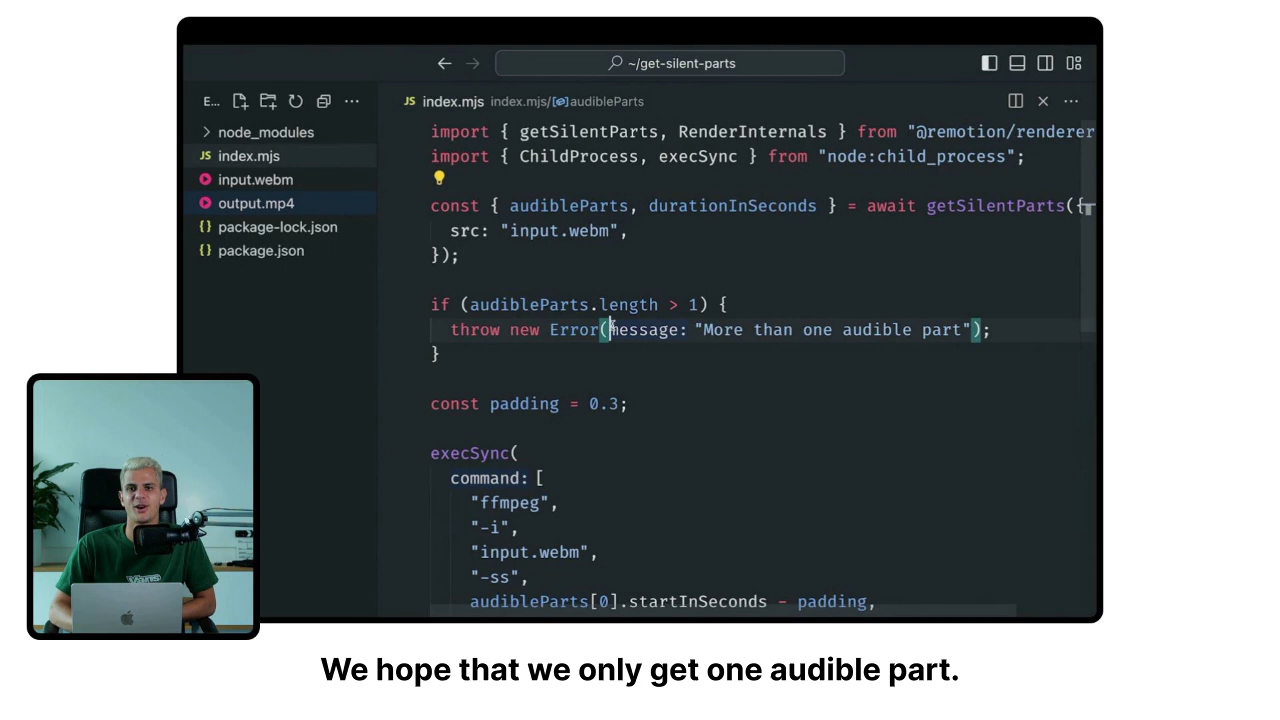 ~/get-silent-parts
E... ...
JS index.mjs index.mjs/[]audibleParts ...
node_modules
JS index.mjs
input.webm
output.mp4
{} package-lock.json
{} package.json
import { getSilentParts, RenderInternals } from "@remotion/renderer
import { ChildProcess, execSync } from "node:child_process";
const { audibleParts, durationInSeconds } = await getSilentParts({
src: "input.webm",
});
if (audibleParts.length > 1) {
throw new Error(message: "More than one audible part");
}
const padding = 0.3;
execSync(
command: [
"ffmpeg",
"-i",
"input.webm",
"-ss",
audibleParts[0].startInSeconds - padding,
We hope that we only get one audible part.